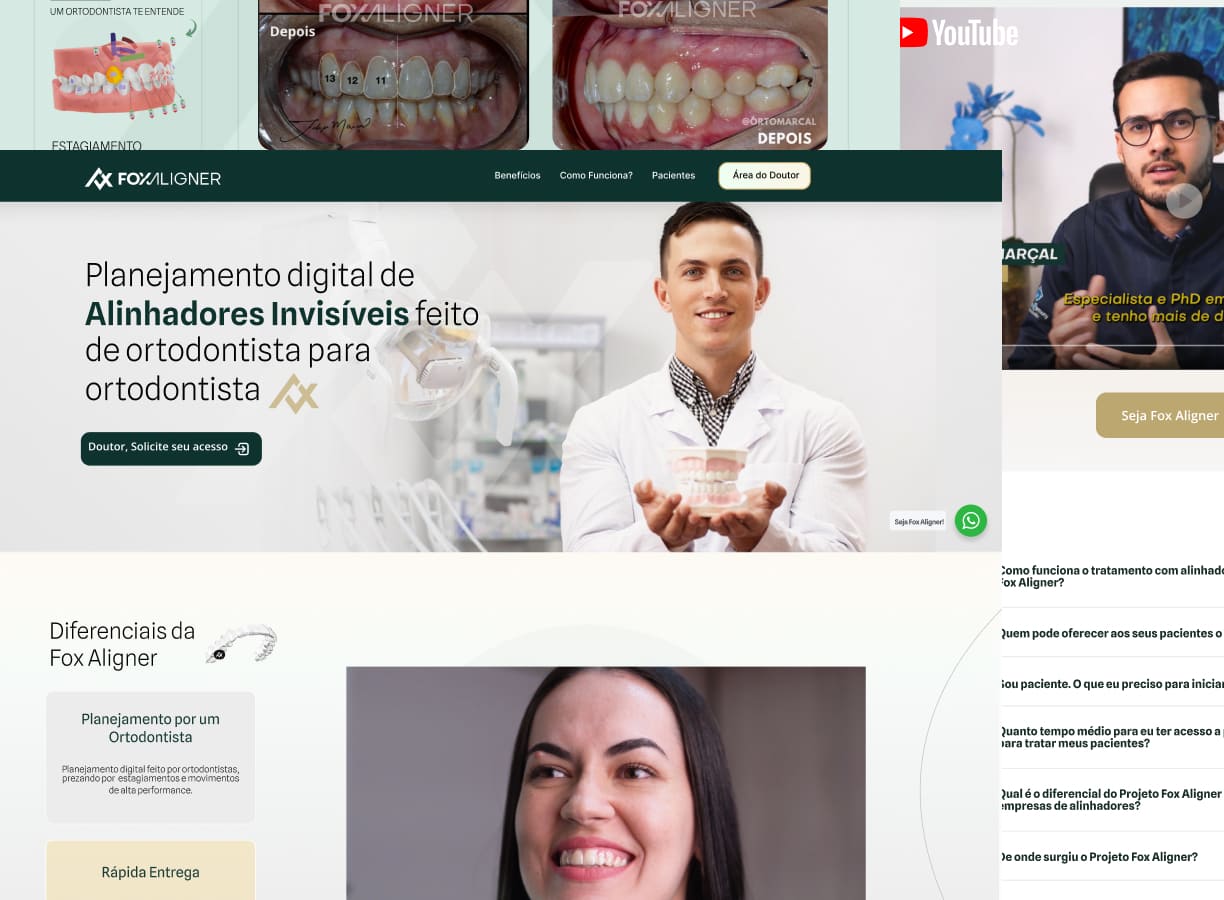 UM ORTODONTISTA TE ENTENDE
ESTAGIAMENTO
FOXALIGNER
Depois
13 12 11
FOXALIGNER
@ORTOMARCAL
DEPOIS
YouTube
FOXALIGNER
Benefícios
Como Funciona?
Pacientes
Área do Doutor
Planejamento digital de
Alinhadores Invisíveis feito
de ortodontista para
ortodontista
Doutor, Solicite seu acesso
Seja Fox Aligner!
ARÇAL
Especialista e PhD em
e tenho mais de d
Seja Fox Aligner
Diferenciais da
Fox Aligner
Planejamento por um
Ortodontista
Planejamento digital feito por ortodontistas,
prezando por estagiamentos e movimentos
de alta performance.
Rápida Entrega
Como funciona o tratamento com alinhado
Fox Aligner?
Quem pode oferecer aos seus pacientes o
Sou paciente. O que eu preciso para iniciar
Quanto tempo médio para eu ter acesso a
para tratar meus pacientes?
Qual é o diferencial do Projeto Fox Aligner
empresas de alinhadores?
De onde surgiu o Projeto Fox Aligner?